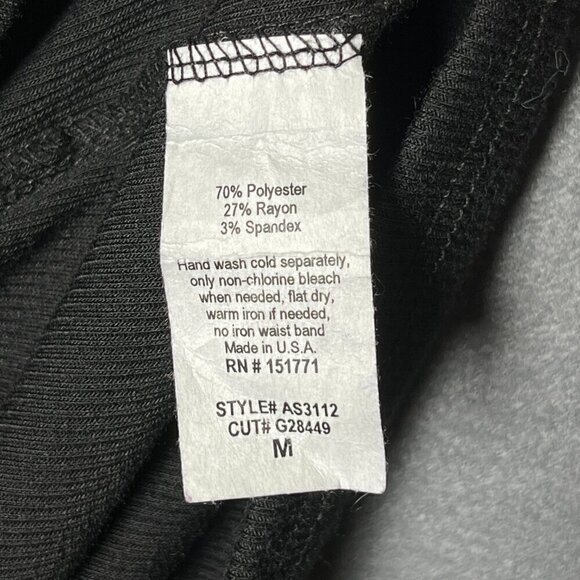 70% Polyester
27% Rayon
3% Spandex
Hand wash cold separately,
only non-chlorine bleach
when needed, flat dry,
warm iron if needed,
no iron waist band
Made in U.S.A.
RN # 151771
STYLE# AS3112
CUT# G28449
M